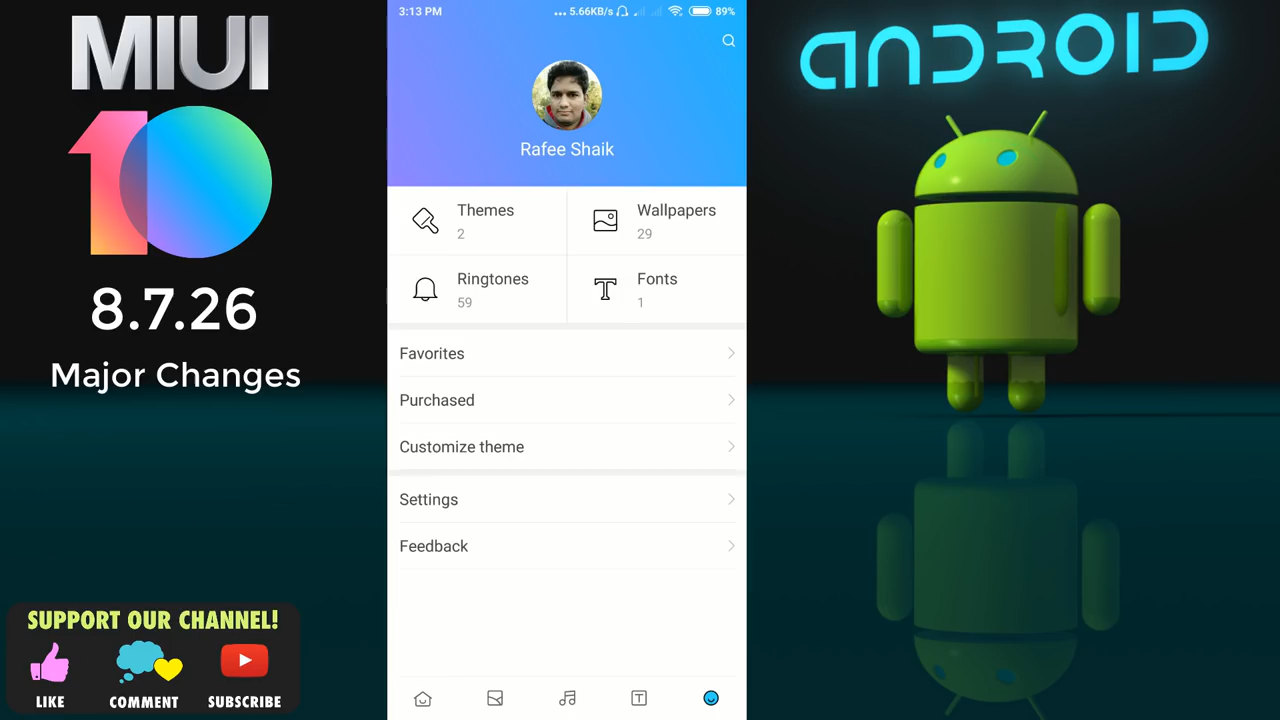 MIUI
10
8.7.26
Major Changes
SUPPORT OUR CHANNEL!
LIKE
COMMENT
SUBSCRIBE
3:13 PM
... 5.66KB/s
89%
Rafee Shaik
Themes
2
Wallpapers
29
Ringtones
59
Fonts
1
Favorites
Purchased
Customize theme
Settings
Feedback
ANDROID